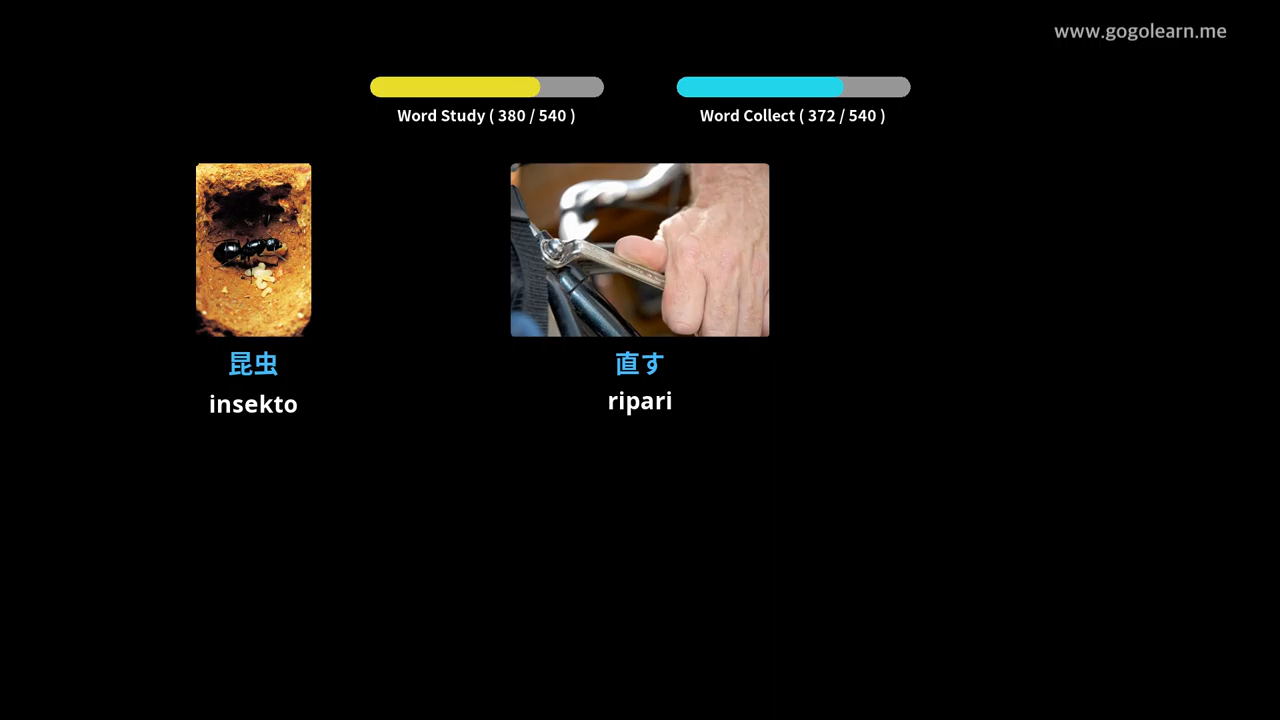 www.gogolearn.me
Word Study ( 380 / 540 )
Word Collect ( 372 / 540 )
昆虫
insekto
直す
ripari